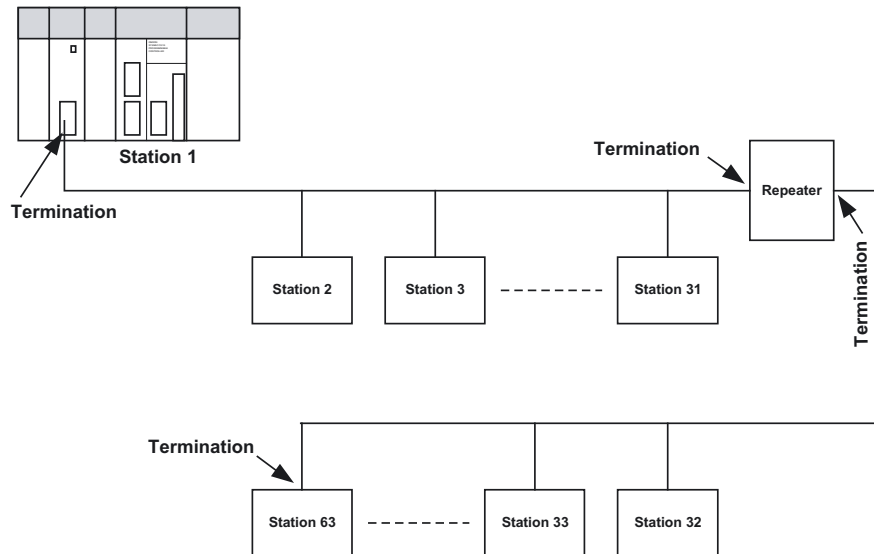 Station 1
Termination
Termination
Repeater
Termination
Station 2
Station 3
Station 31
Termination
Station 63
Station 33
Station 32